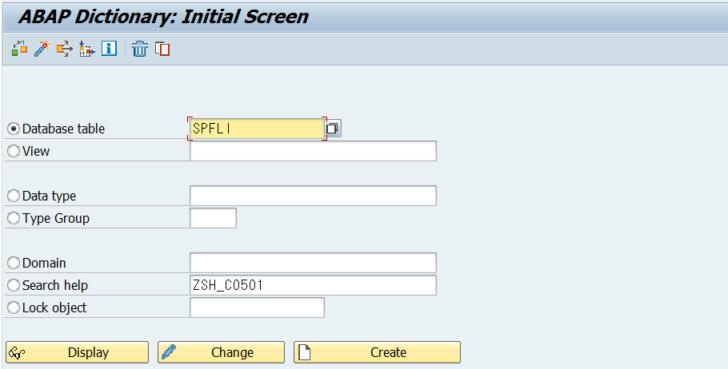 ABAP Dictionary: Initial Screen
Database table SPFLI
View
Data type
Type Group
Domain
Search help ZSH_C0501
Lock object
Display Change Create